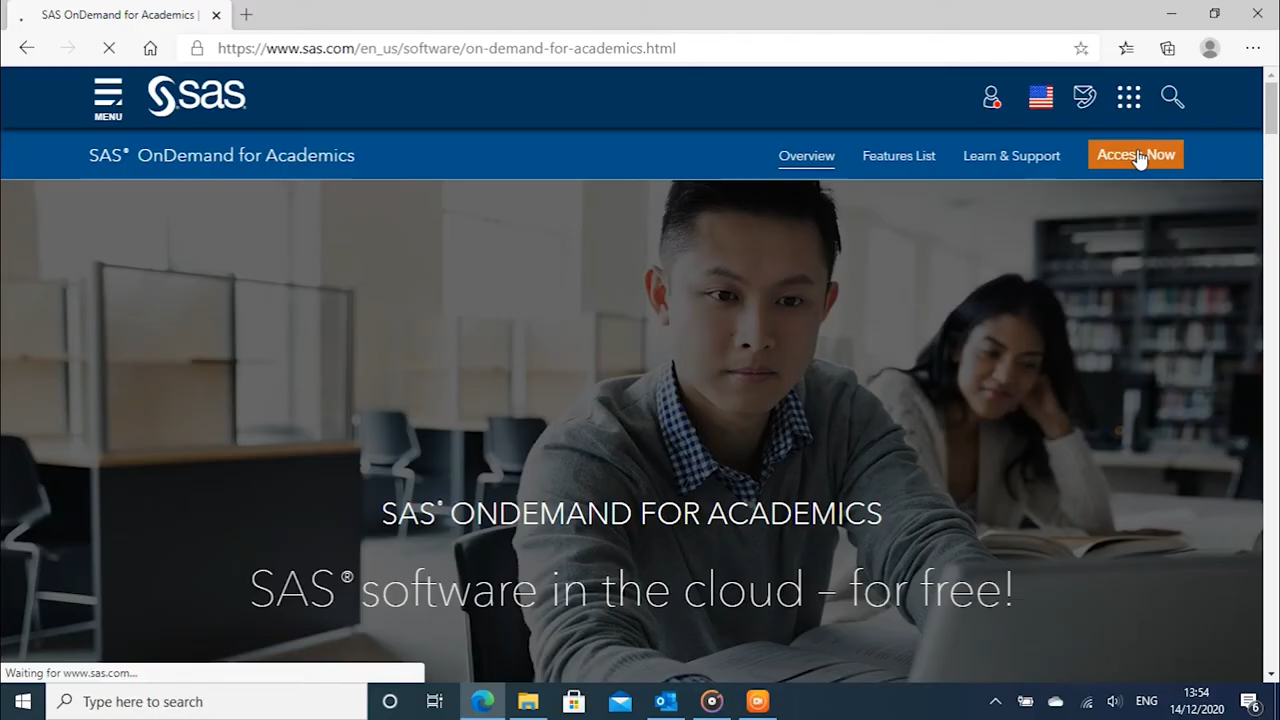 SAS OnDemand for Academics |
https://www.sas.com/en_us/software/on-demand-for-academics.html
MENU
sas
SAS® OnDemand for Academics
Overview
Features List
Learn & Support
Access Now
SAS® ONDEMAND FOR ACADEMICS
SAS® software in the cloud – for free!
Waiting for www.sas.com...
Type here to search
ENG
13:54
14/12/2020
6